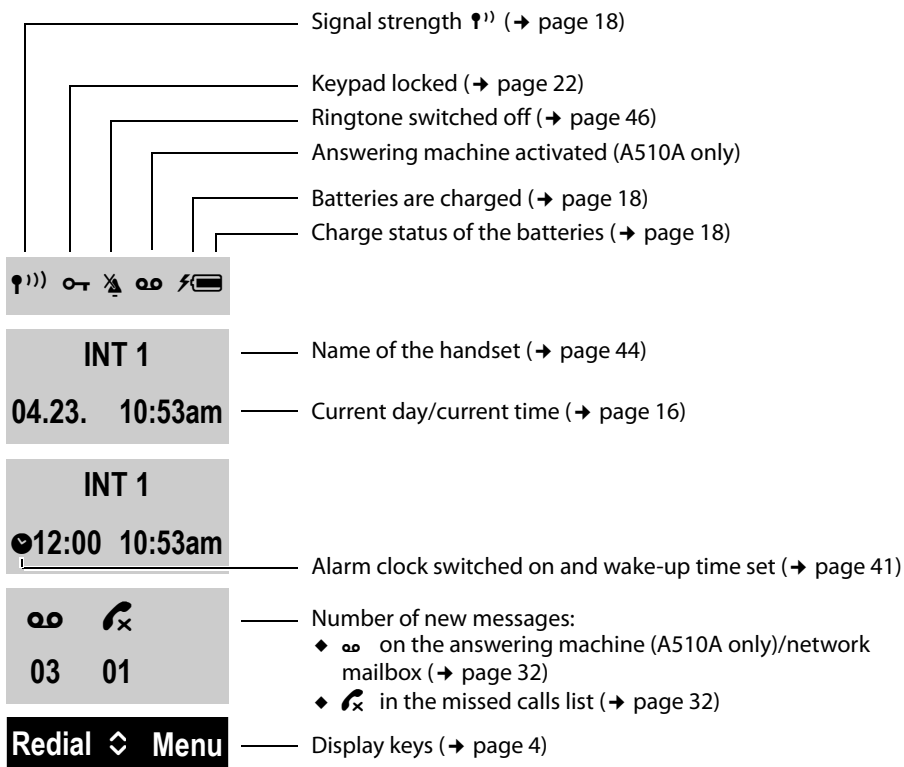 Signal strength (➔ page 18)
Keypad locked (➔ page 22)
Ringtone switched off (➔ page 46)
Answering machine activated (A510A only)
Batteries are charged (➔ page 18)
Charge status of the batteries (➔ page 18)
INT 1
Name of the handset (➔ page 44)
04.23. 10:53am
Current day/current time (➔ page 16)
INT 1
12:00 10:53am
Alarm clock switched on and wake-up time set (➔ page 41)
Number of new messages:
◆ on the answering machine (A510A only)/network
mailbox (➔ page 32)
◆ in the missed calls list (➔ page 32)
03 01
Redial Menu
Display keys (➔ page 4)